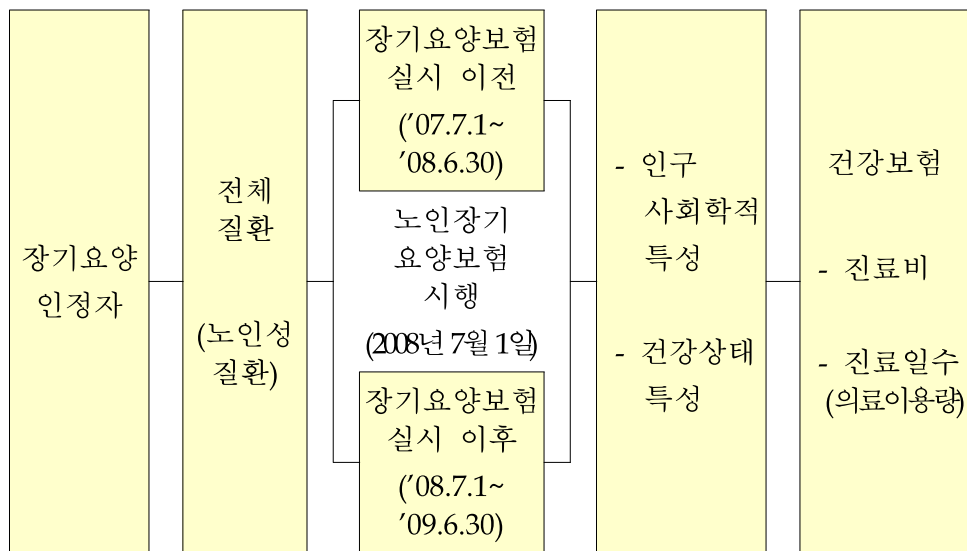 장기요양
인정자
전체
질환
(노인성
질환)
장기요양보험
실시 이전
('07.7.1~
'08.6.30)
노인장기
요양보험
시행
(2008년 7월 1일)
장기요양보험
실시 이후
('08.7.1~
'09.6.30)
- 인구
사회학적
특성
- 건강상태
특성
건강보험
- 진료비
- 진료일수
(의료이용량)